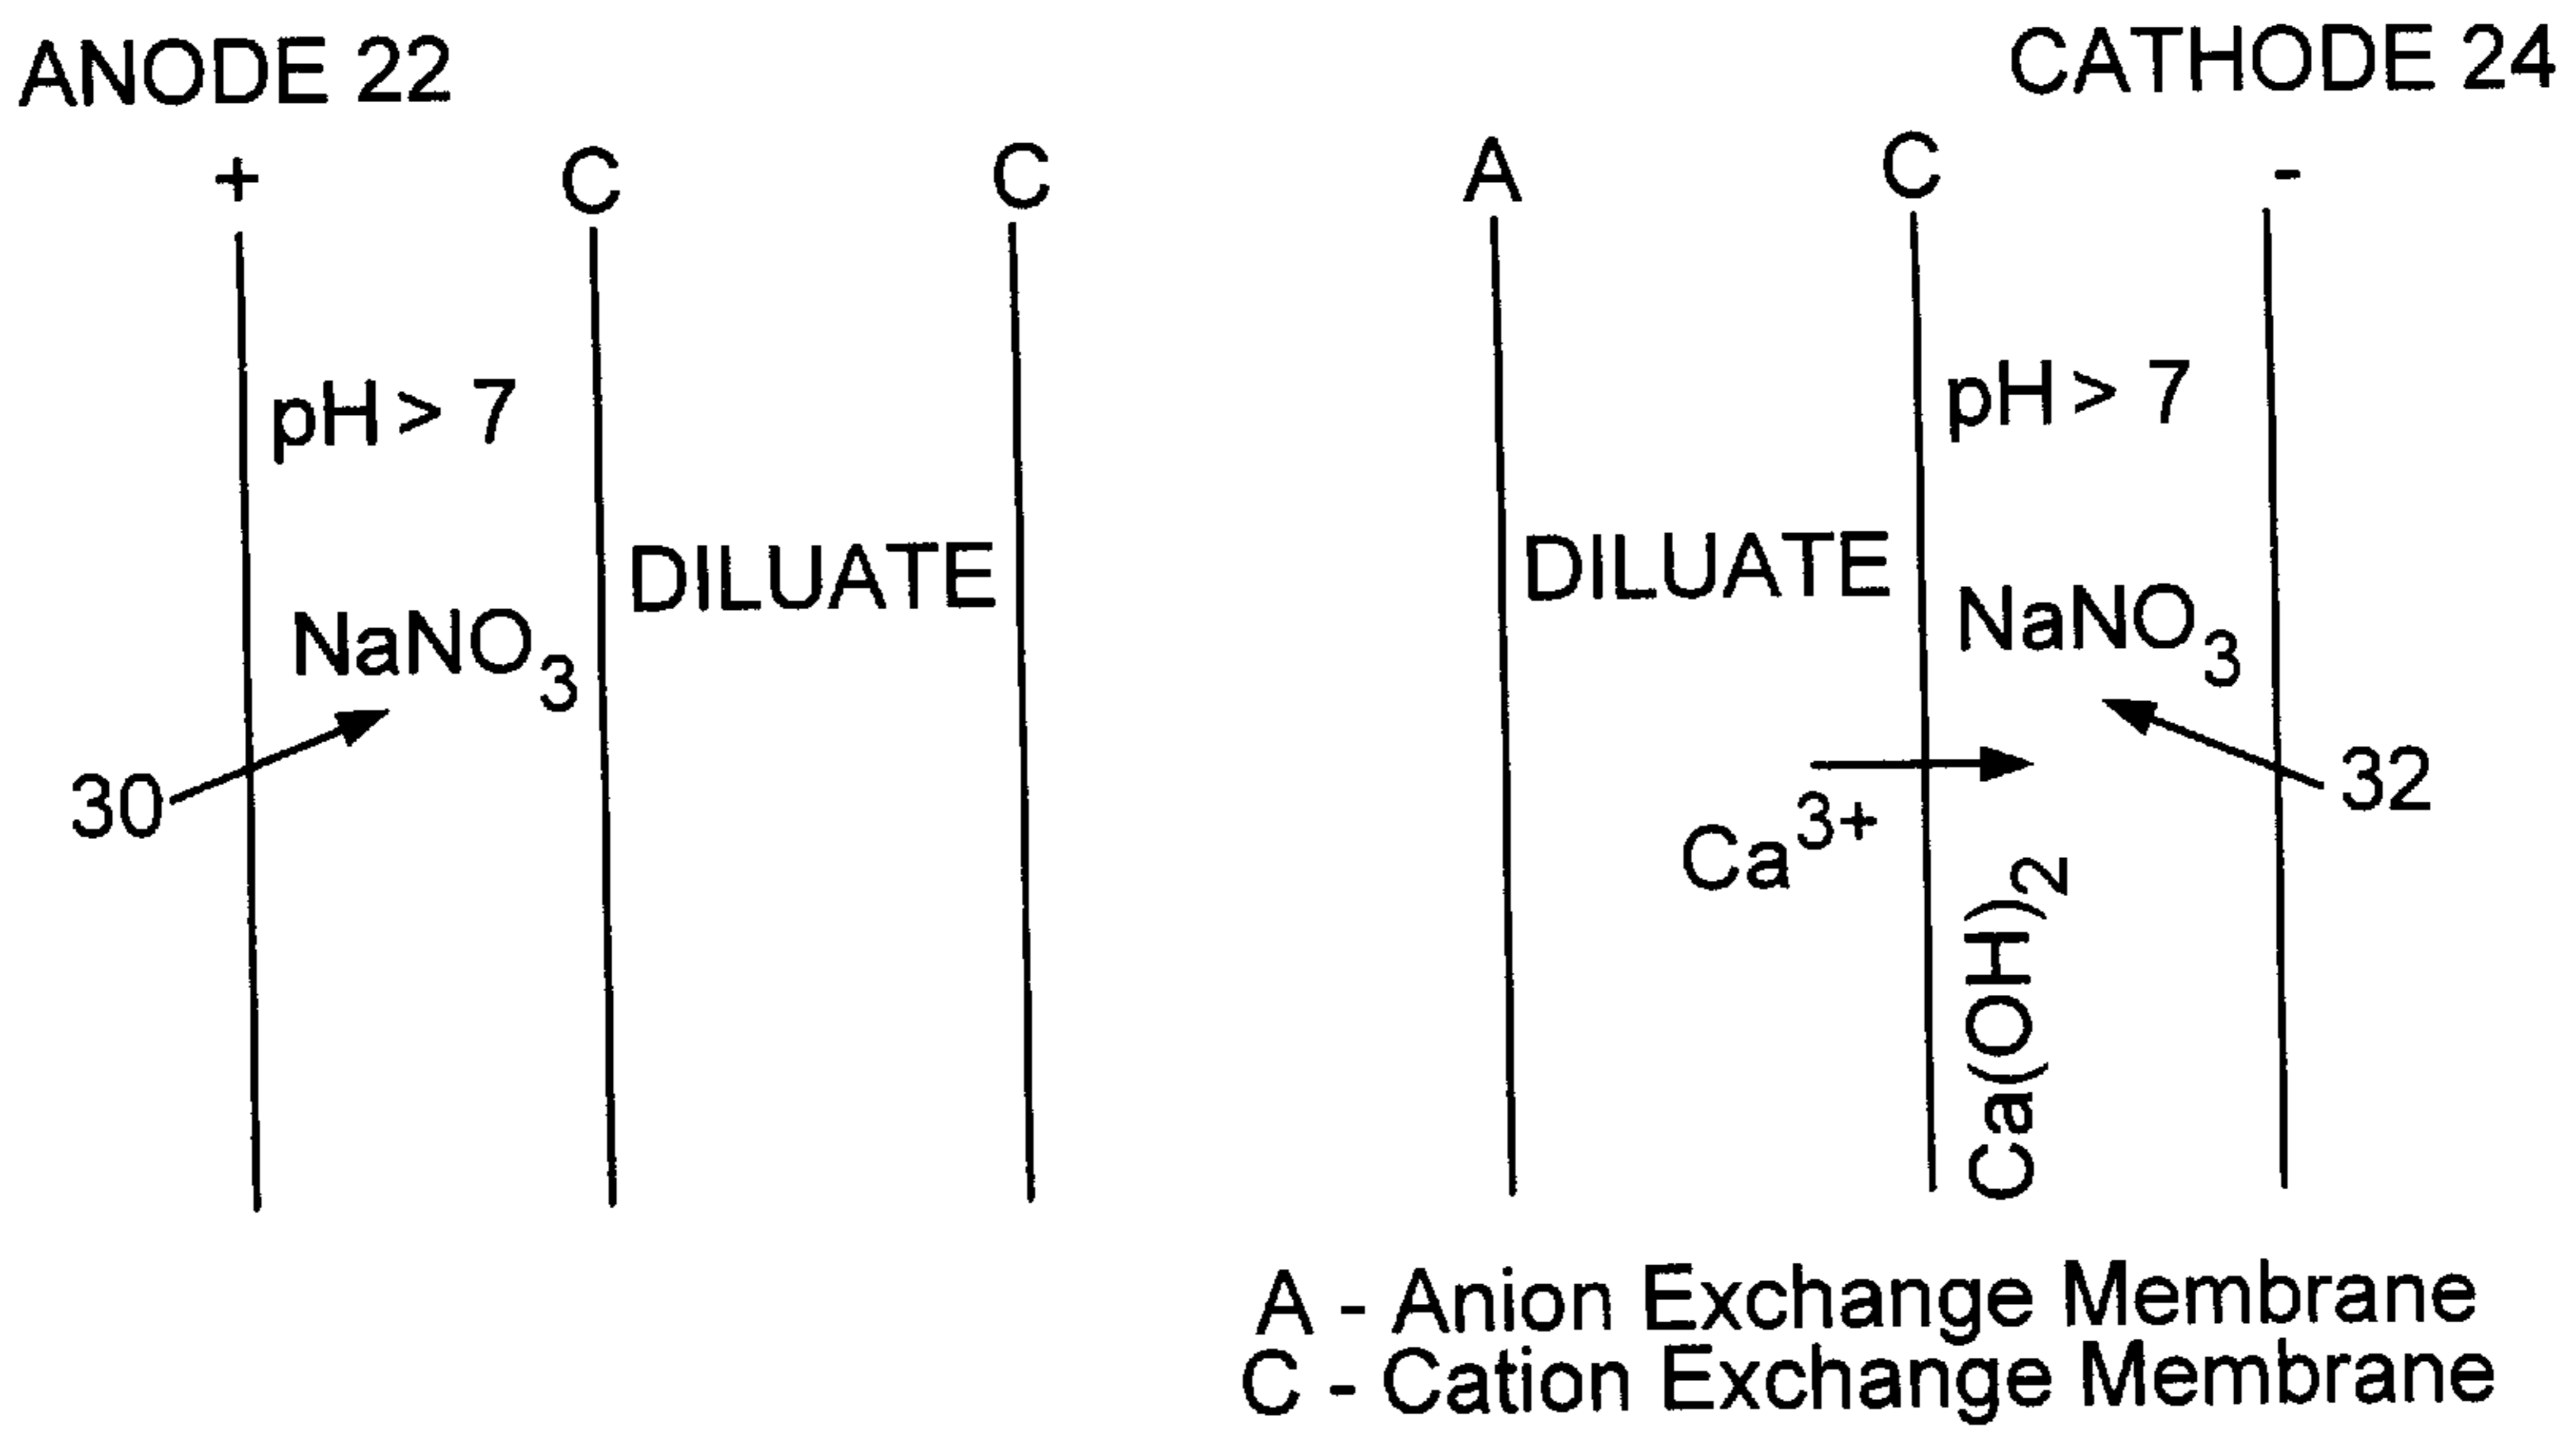 ANODE 22
CATHODE 24
+ C C A C -
pH > 7
pH > 7
DILUATE
DILUATE
NaNO3
NaNO3
30
32
Ca3+
Ca(OH)2
A - Anion Exchange Membrane
C - Cation Exchange Membrane